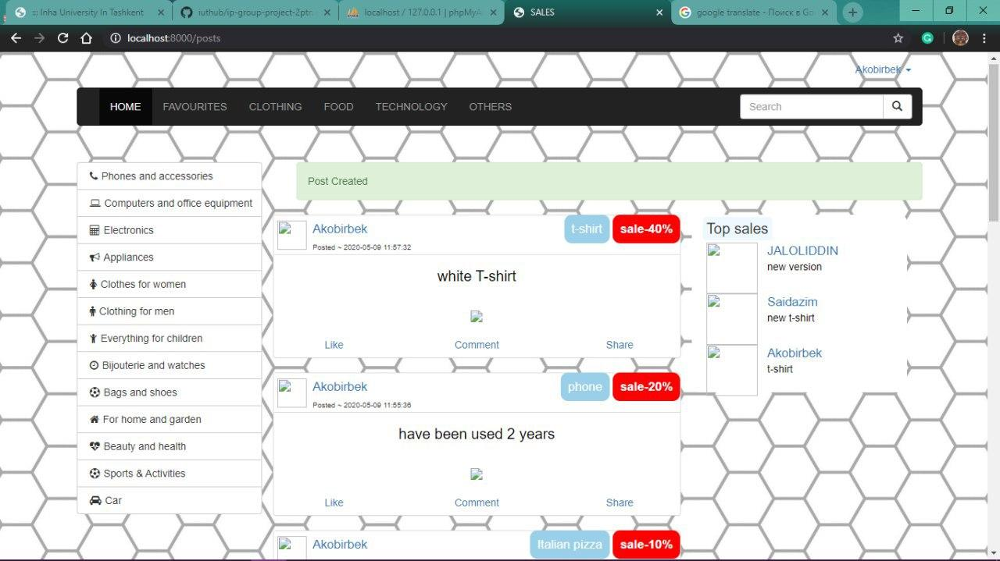 ::: Inha University In Tashkent
iuthub/ip-group-project-2ptr
localhost / 127.0.0.1 | phpMyA
SALES
google translate - Поиск в Go
localhost:8000/posts
Akobirbek
HOME FAVOURITES CLOTHING FOOD TECHNOLOGY OTHERS
Search
Phones and accessories
Computers and office equipment
Electronics
Appliances
Clothes for women
Clothing for men
Everything for children
Bijouterie and watches
Bags and shoes
For home and garden
Beauty and health
Sports & Activities
Car
Post Created
Akobirbek
t-shirt
sale-40%
Posted ~ 2020-05-09 11:57:32
white T-shirt
Like Comment Share
Akobirbek
phone
sale-20%
Posted ~ 2020-05-09 11:55:36
have been used 2 years
Like Comment Share
Akobirbek
Italian pizza
sale-10%
Top sales
JALOLIDDIN
new version
Saidazim
new t-shirt
Akobirbek
t-shirt